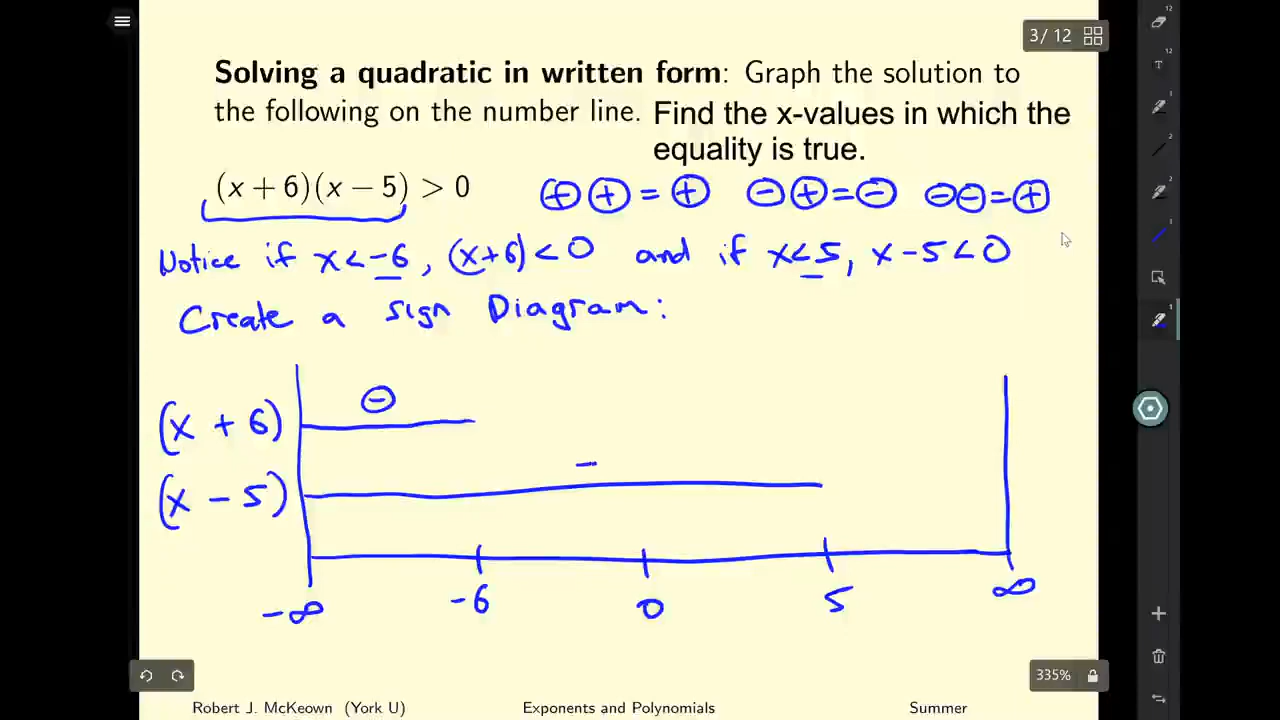 3 / 12
Solving a quadratic in written form: Graph the solution to
the following on the number line. Find the x-values in which the
equality is true.
(x + 6)(x − 5) > 0 ⊕ ⊕ = ⊕ ⊖ ⊕ = ⊖ ⊖⊖ = ⊕
Notice if x < -6, (x+6) < 0 and if x < 5, x - 5 < 0
Create a sign Diagram:
⊖
(x + 6)
−
(x - 5)
-∞ -6 0 5 ∞
335%
Robert J. McKeown (York U) Exponents and Polynomials Summer